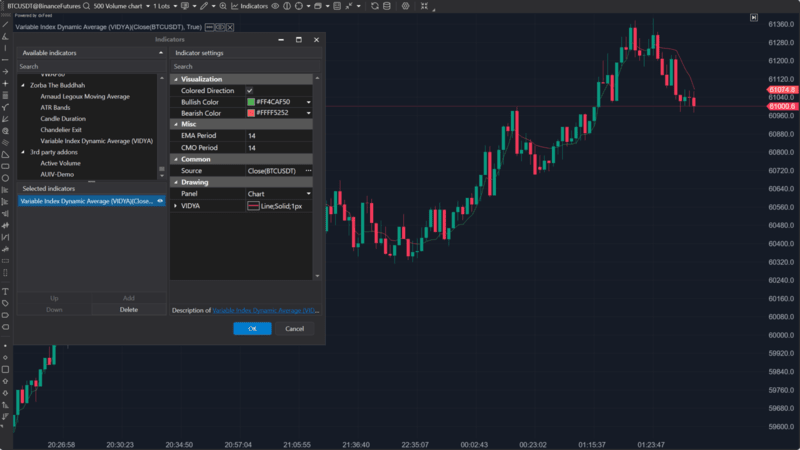 BTCUSDT@BinanceFutures 500 Volume chart 1 Lots Indicators
Powered by dxFeed
Variable Index Dynamic Average (VIDYA)(Close(BTCUSDT), True)
Indicators
Available indicators
Search
Zorba The Buddhah
Arnaud Legoux Moving Average
ATR Bands
Candle Duration
Chandelier Exit
Variable Index Dynamic Average (VIDYA)
3rd party addons
Active Volume
AUIV-Demo
Selected indicators
Variable Index Dynamic Average (VIDYA)(Close...
Up
Add
Down
Delete
Indicator settings
Search
Visualization
Colored Direction
Bullish Color #FF4CAF50
Bearish Color #FFFF5252
Misc
EMA Period 14
CMO Period 14
Common
Source Close(BTCUSDT) ...
Drawing
Panel Chart
VIDYA Line;Solid;1px
Description of Variable Index Dynamic Average (VID...
OK
Cancel
61360.0
61280.0
61200.0
61120.0
61074.8
61040.0
61000.6
60960.0
60880.0
60800.0
60720.0
60640.0
60560.0
60480.0
60400.0
60320.0
60240.0
60160.0
60080.0
60000.0
59920.0
59840.0
59760.0
59680.0
59600.0
20:26:58
20:30:23
20:34:50
20:57:04
21:05:55
21:36:40
22:35:07
00:02:43
00:23:02
01:15:37
01:23:47